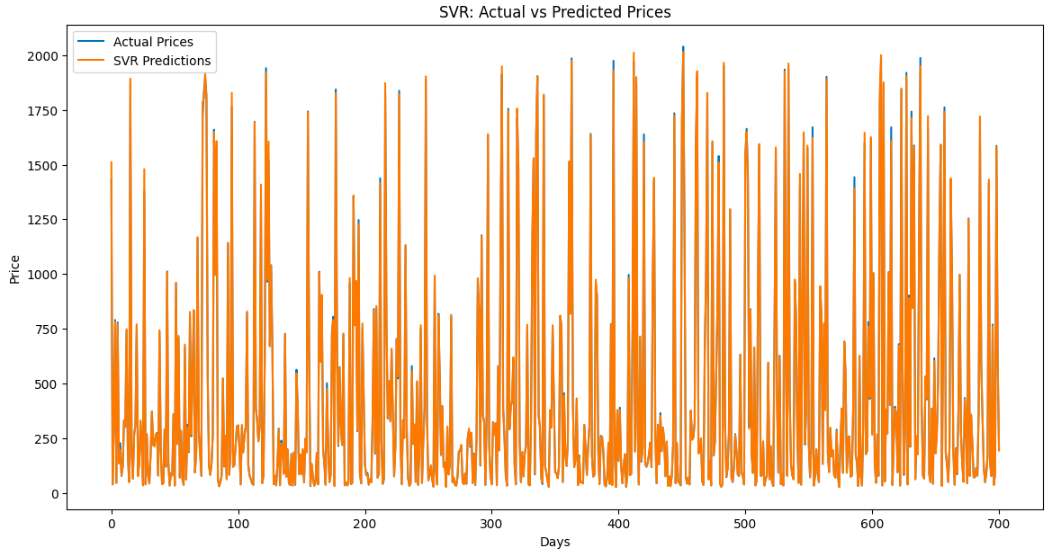 SVR: Actual vs Predicted Prices
Actual Prices
SVR Predictions
2000
1750
1500
1250
1000
750
500
250
0
Price
0 100 200 300 400 500 600 700
Days